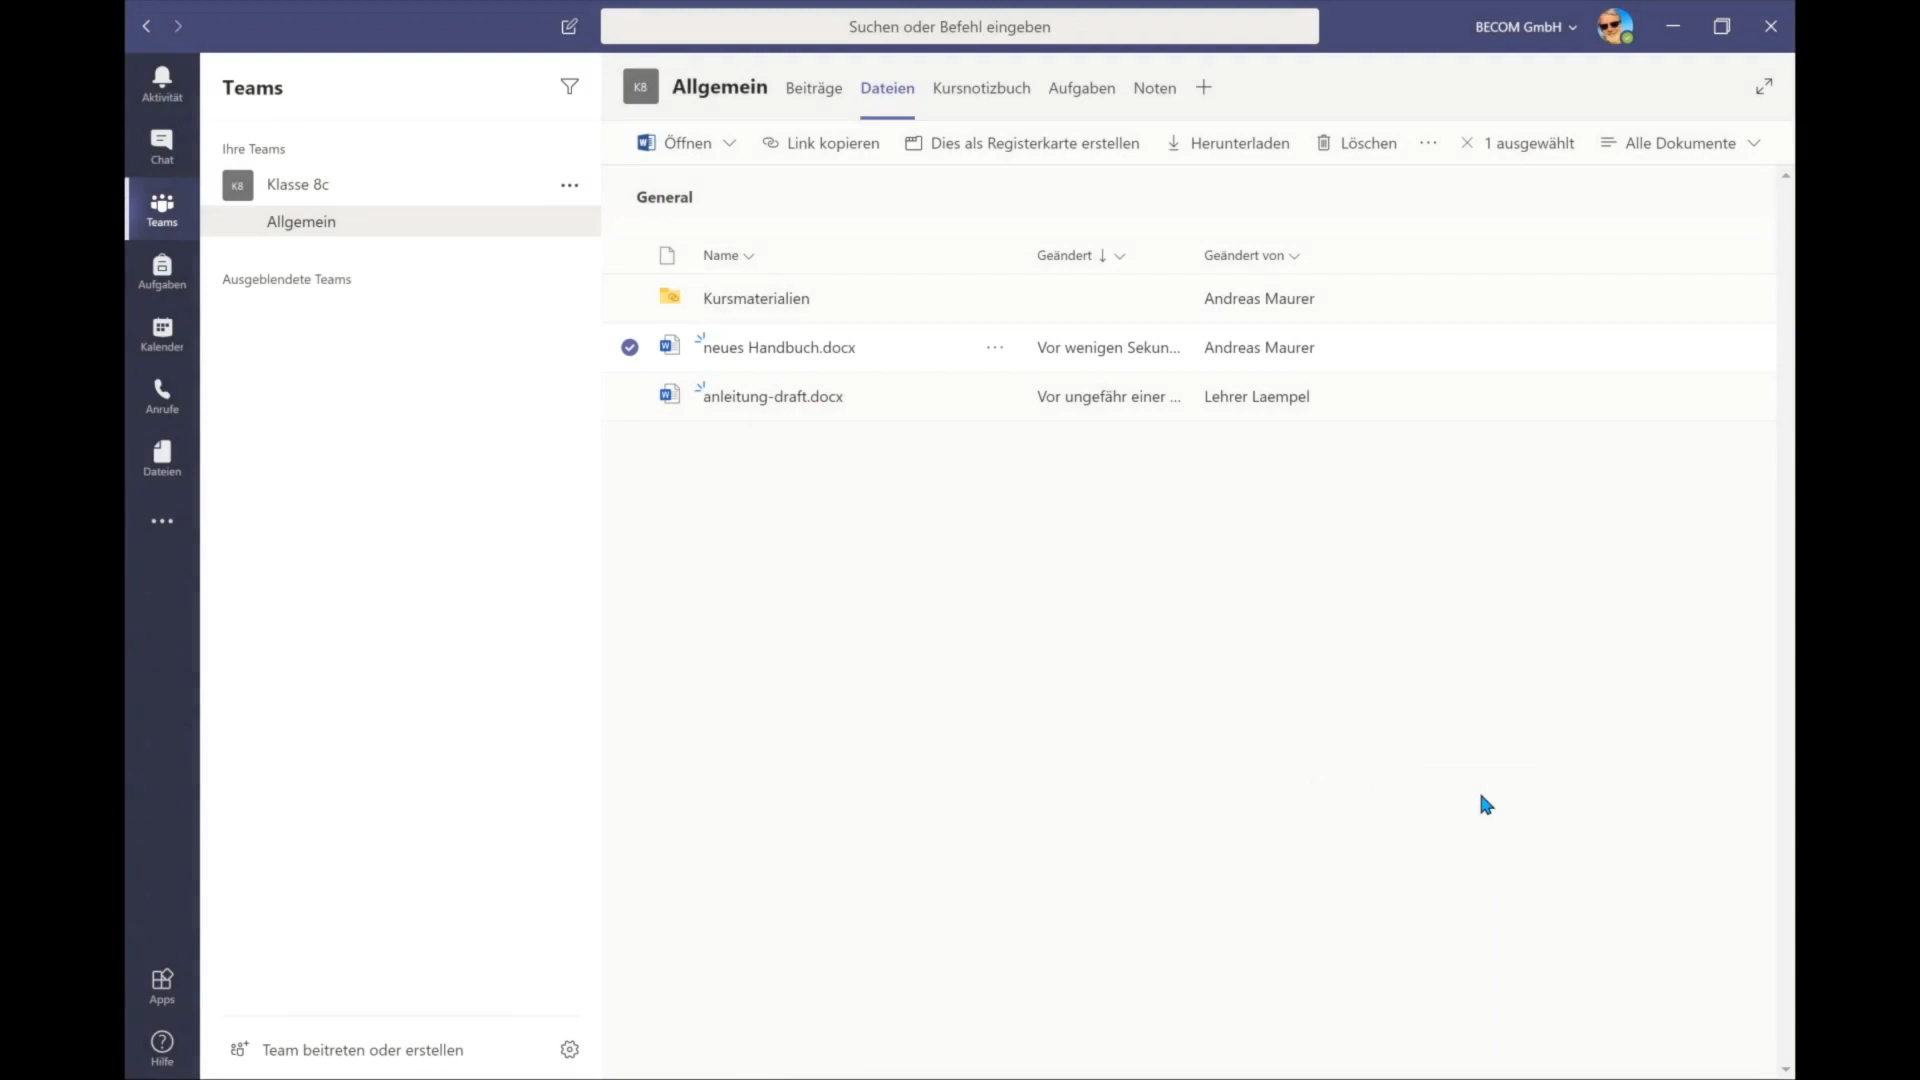 Suchen oder Befehl eingeben
BECOM GmbH
Aktivität
Chat
Teams
Aufgaben
Kalender
Anrufe
Dateien
Apps
Hilfe
Teams
Ihre Teams
K8 Klasse 8c
Allgemein
Ausgeblendete Teams
Team beitreten oder erstellen
K8 Allgemein Beiträge Dateien Kursnotizbuch Aufgaben Noten
Öffnen Link kopieren Dies als Registerkarte erstellen Herunterladen Löschen 1 ausgewählt Alle Dokumente
General
Name Geändert Geändert von
Kursmaterialien Andreas Maurer
neues Handbuch.docx Vor wenigen Sekun... Andreas Maurer
anleitung-draft.docx Vor ungefähr einer ... Lehrer Laempel